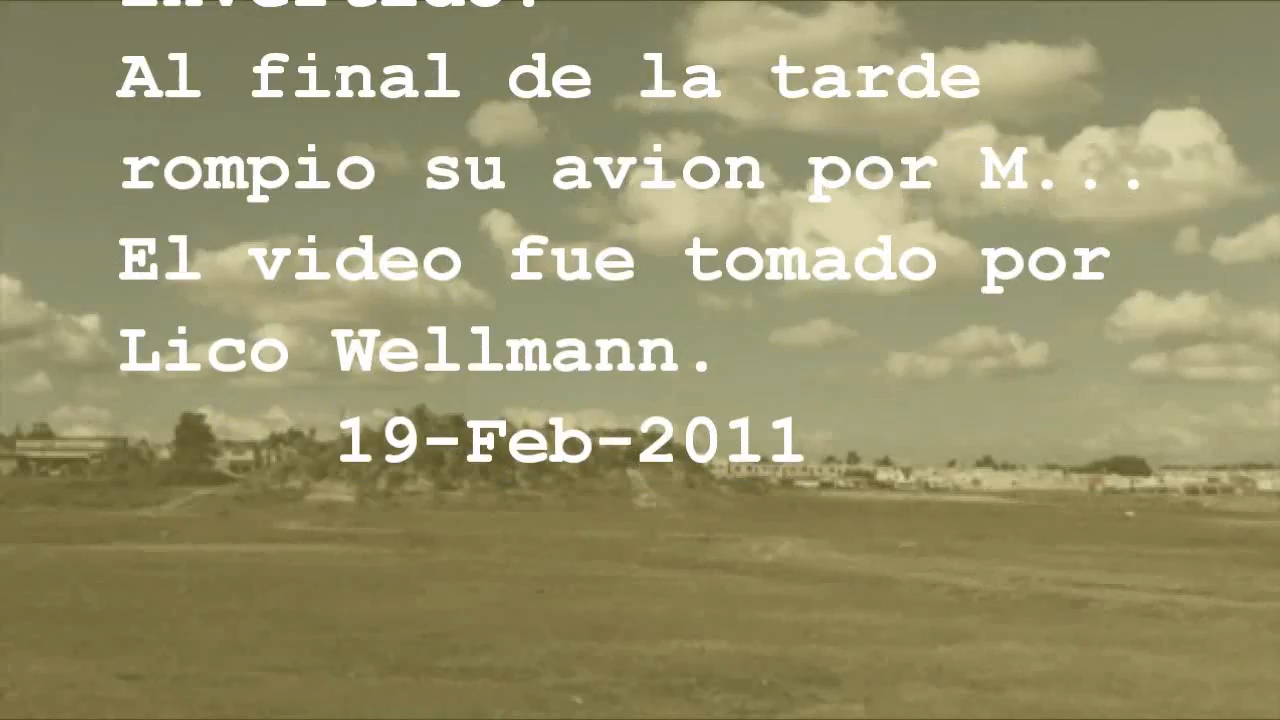 invertido.
Al final de la tarde
rompio su avion por M...
El video fue tomado por
Lico Wellmann.
19-Feb-2011